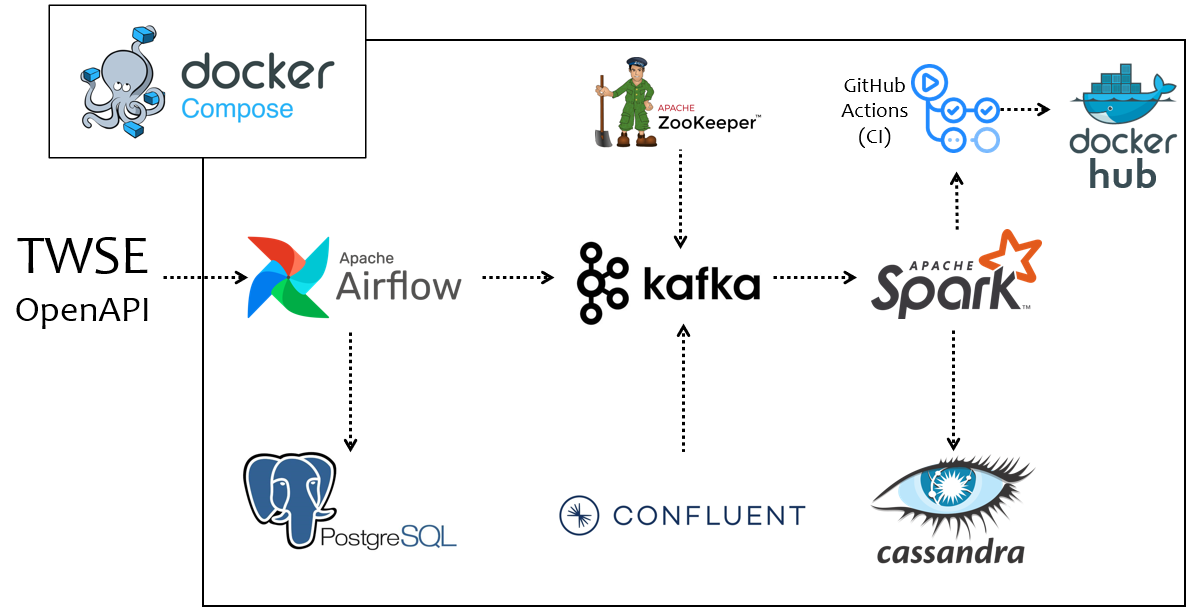 docker
Compose
APACHE
ZooKeeper™
GitHub
Actions
(CI)
docker
hub
TWSE
OpenAPI
Apache
Airflow
kafka
APACHE
Spark™
PostgreSQL
CONFLUENT
cassandra